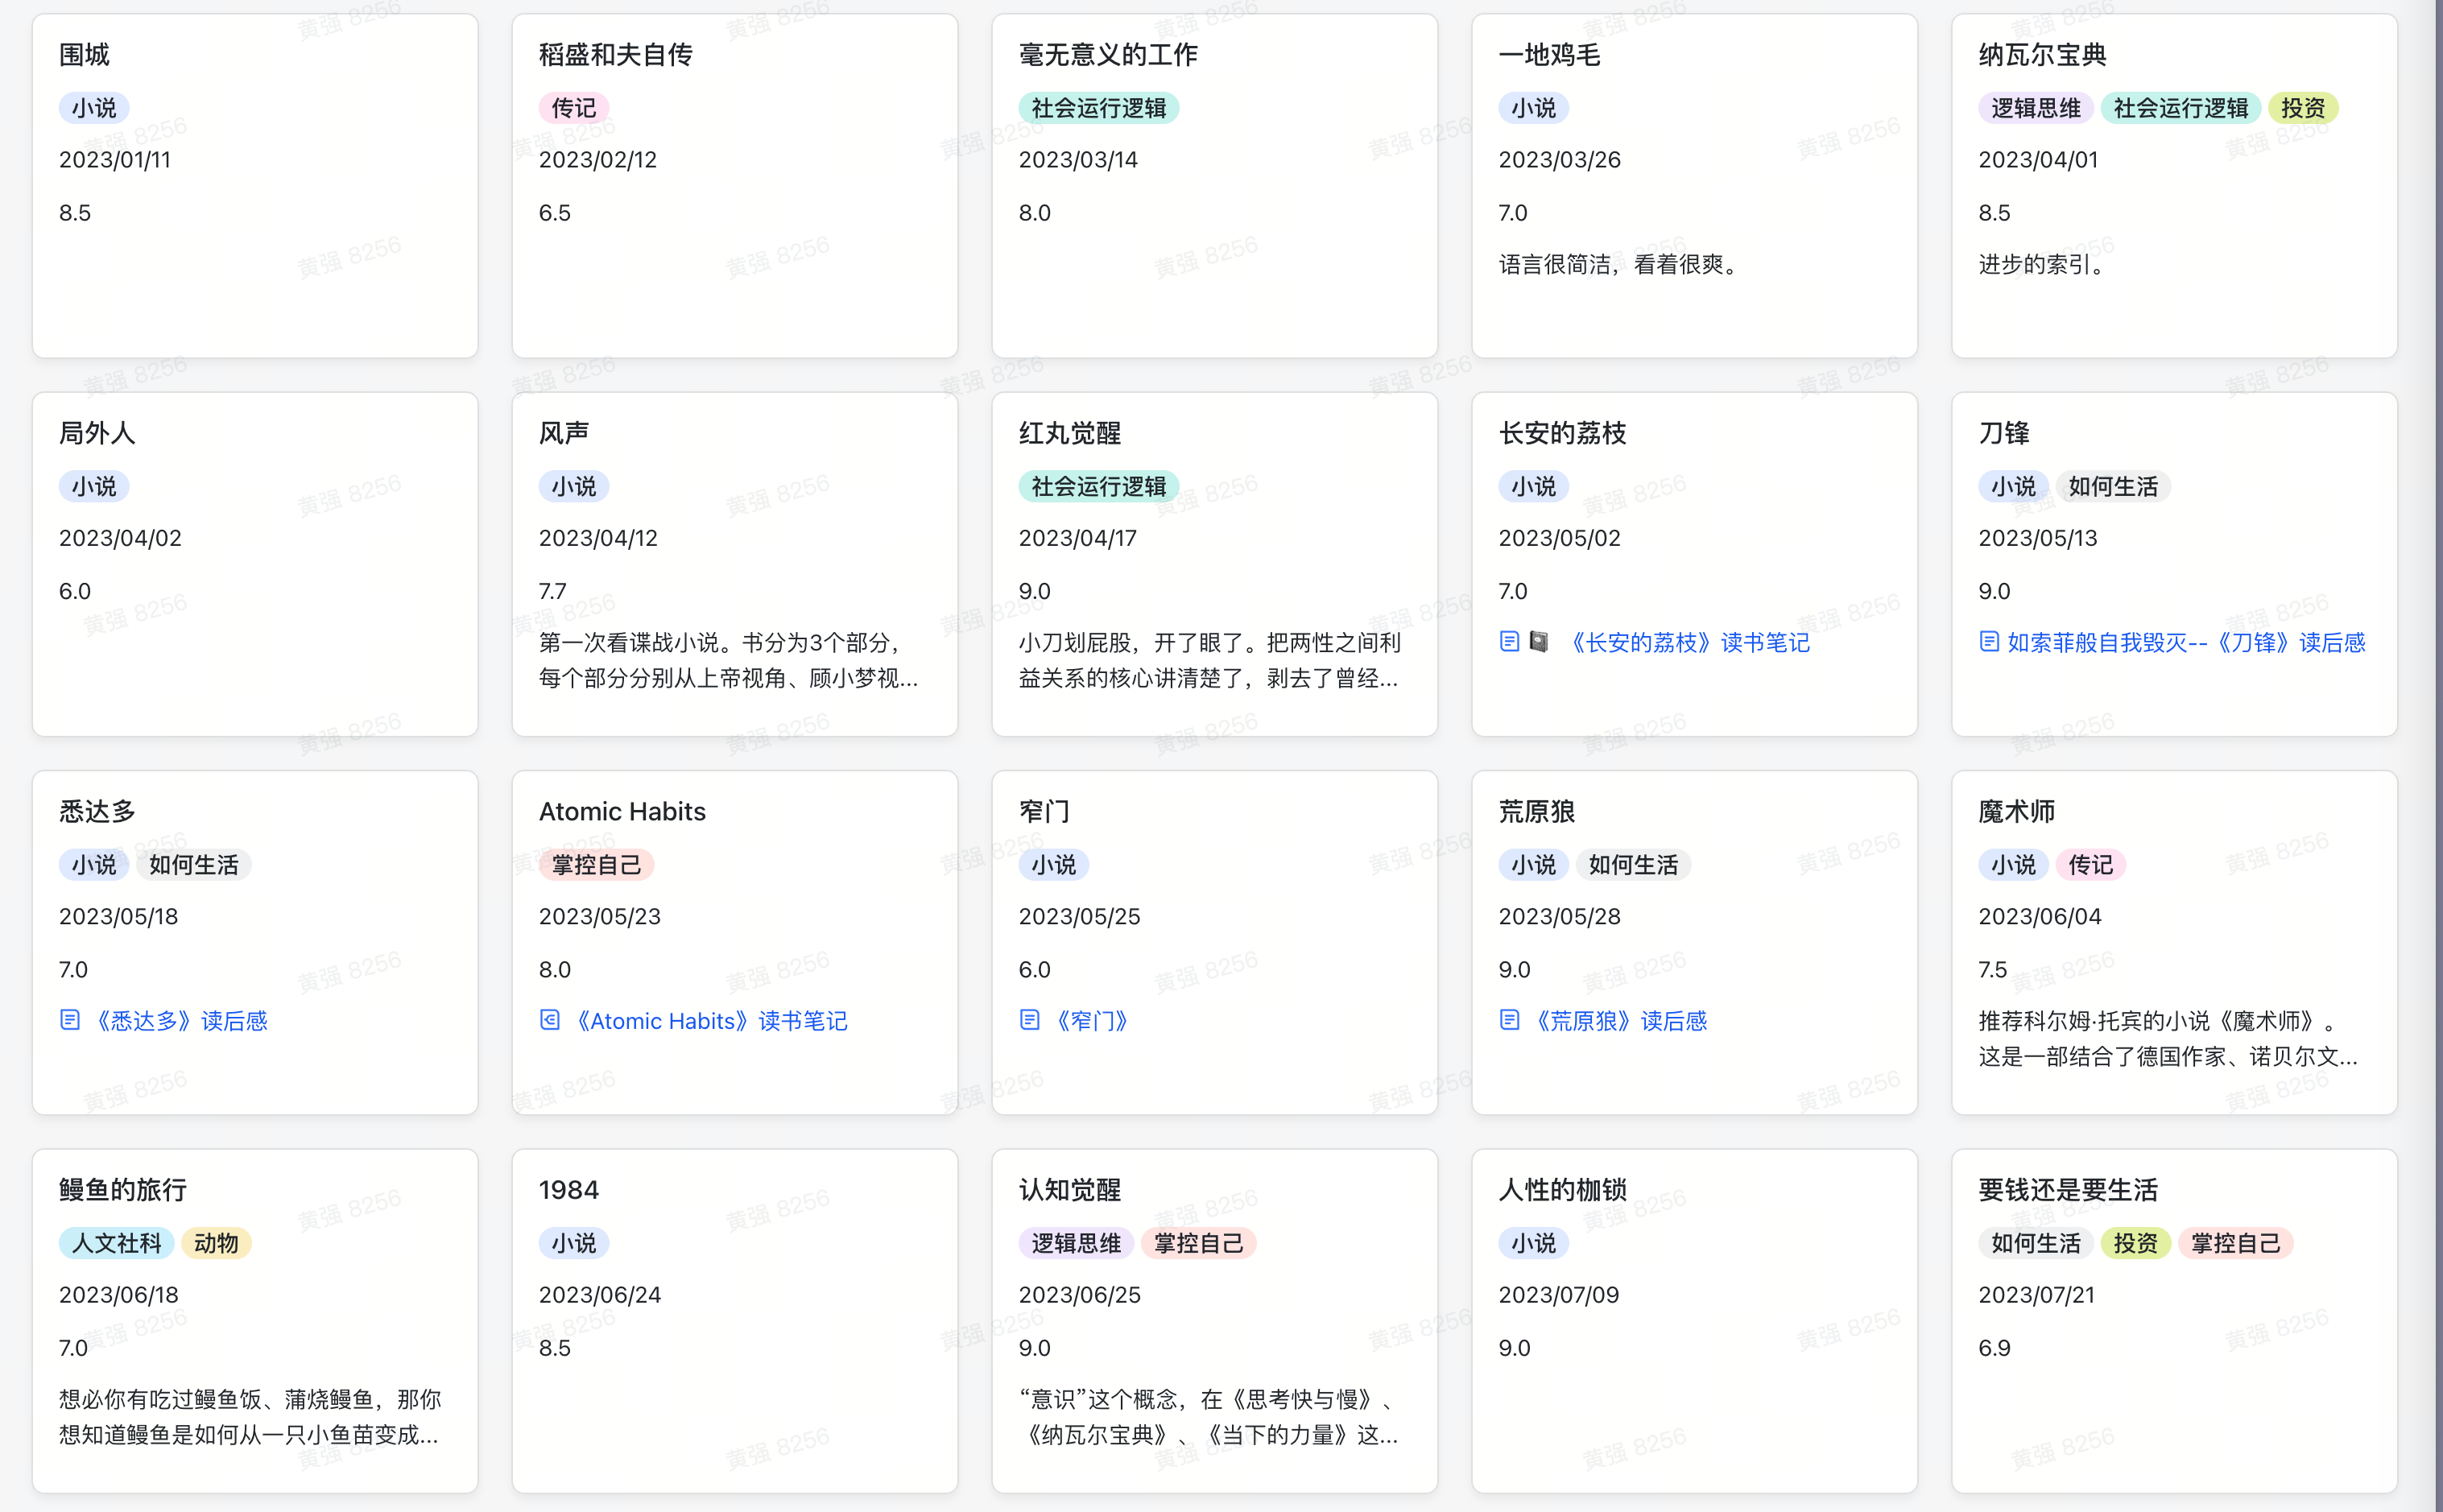 围城
小说
2023/01/11
8.5
稻盛和夫自传
传记
2023/02/12
6.5
毫无意义的工作
社会运行逻辑
2023/03/14
8.0
一地鸡毛
小说
2023/03/26
7.0
语言很简洁，看着很爽。
纳瓦尔宝典
逻辑思维 社会运行逻辑 投资
2023/04/01
8.5
进步的索引。
局外人
小说
2023/04/02
6.0
风声
小说
2023/04/12
7.7
第一次看谍战小说。书分为3个部分，
每个部分分别从上帝视角、顾小梦视...
红丸觉醒
社会运行逻辑
2023/04/17
9.0
小刀划屁股，开了眼了。把两性之间利
益关系的核心讲清楚了，剥去了曾经...
长安的荔枝
小说
2023/05/02
7.0
《长安的荔枝》读书笔记
刀锋
小说 如何生活
2023/05/13
9.0
如索菲般自我毁灭--《刀锋》读后感
悉达多
小说 如何生活
2023/05/18
7.0
《悉达多》读后感
Atomic Habits
掌控自己
2023/05/23
8.0
《Atomic Habits》读书笔记
窄门
小说
2023/05/25
6.0
《窄门》
荒原狼
小说 如何生活
2023/05/28
9.0
《荒原狼》读后感
魔术师
小说 传记
2023/06/04
7.5
推荐科尔姆·托宾的小说《魔术师》。
这是一部结合了德国作家、诺贝尔文...
鳗鱼的旅行
人文社科 动物
2023/06/18
7.0
想必你有吃过鳗鱼饭、蒲烧鳗鱼，那你
想知道鳗鱼是如何从一只小鱼苗变成...
1984
小说
2023/06/24
8.5
认知觉醒
逻辑思维 掌控自己
2023/06/25
9.0
“意识”这个概念，在《思考快与慢》、
《纳瓦尔宝典》、《当下的力量》这...
人性的枷锁
小说
2023/07/09
9.0
要钱还是要生活
如何生活 投资 掌控自己
2023/07/21
6.9
黄强 8256